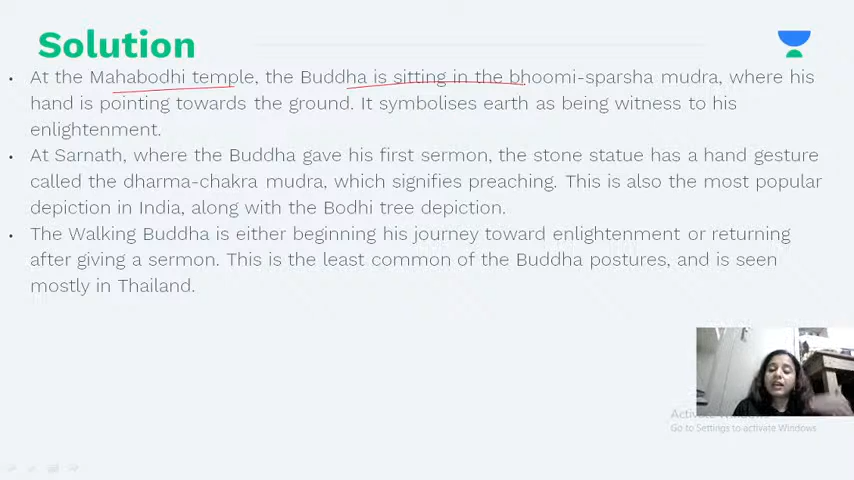 Solution
• At the Mahabodhi temple, the Buddha is sitting in the bhoomi-sparsha mudra, where his
hand is pointing towards the ground. It symbolises earth as being witness to his
enlightenment.
• At Sarnath, where the Buddha gave his first sermon, the stone statue has a hand gesture
called the dharma-chakra mudra, which signifies preaching. This is also the most popular
depiction in India, along with the Bodhi tree depiction.
• The Walking Buddha is either beginning his journey toward enlightenment or returning
after giving a sermon. This is the least common of the Buddha postures, and is seen
mostly in Thailand.
Go to Settings to activate Windows